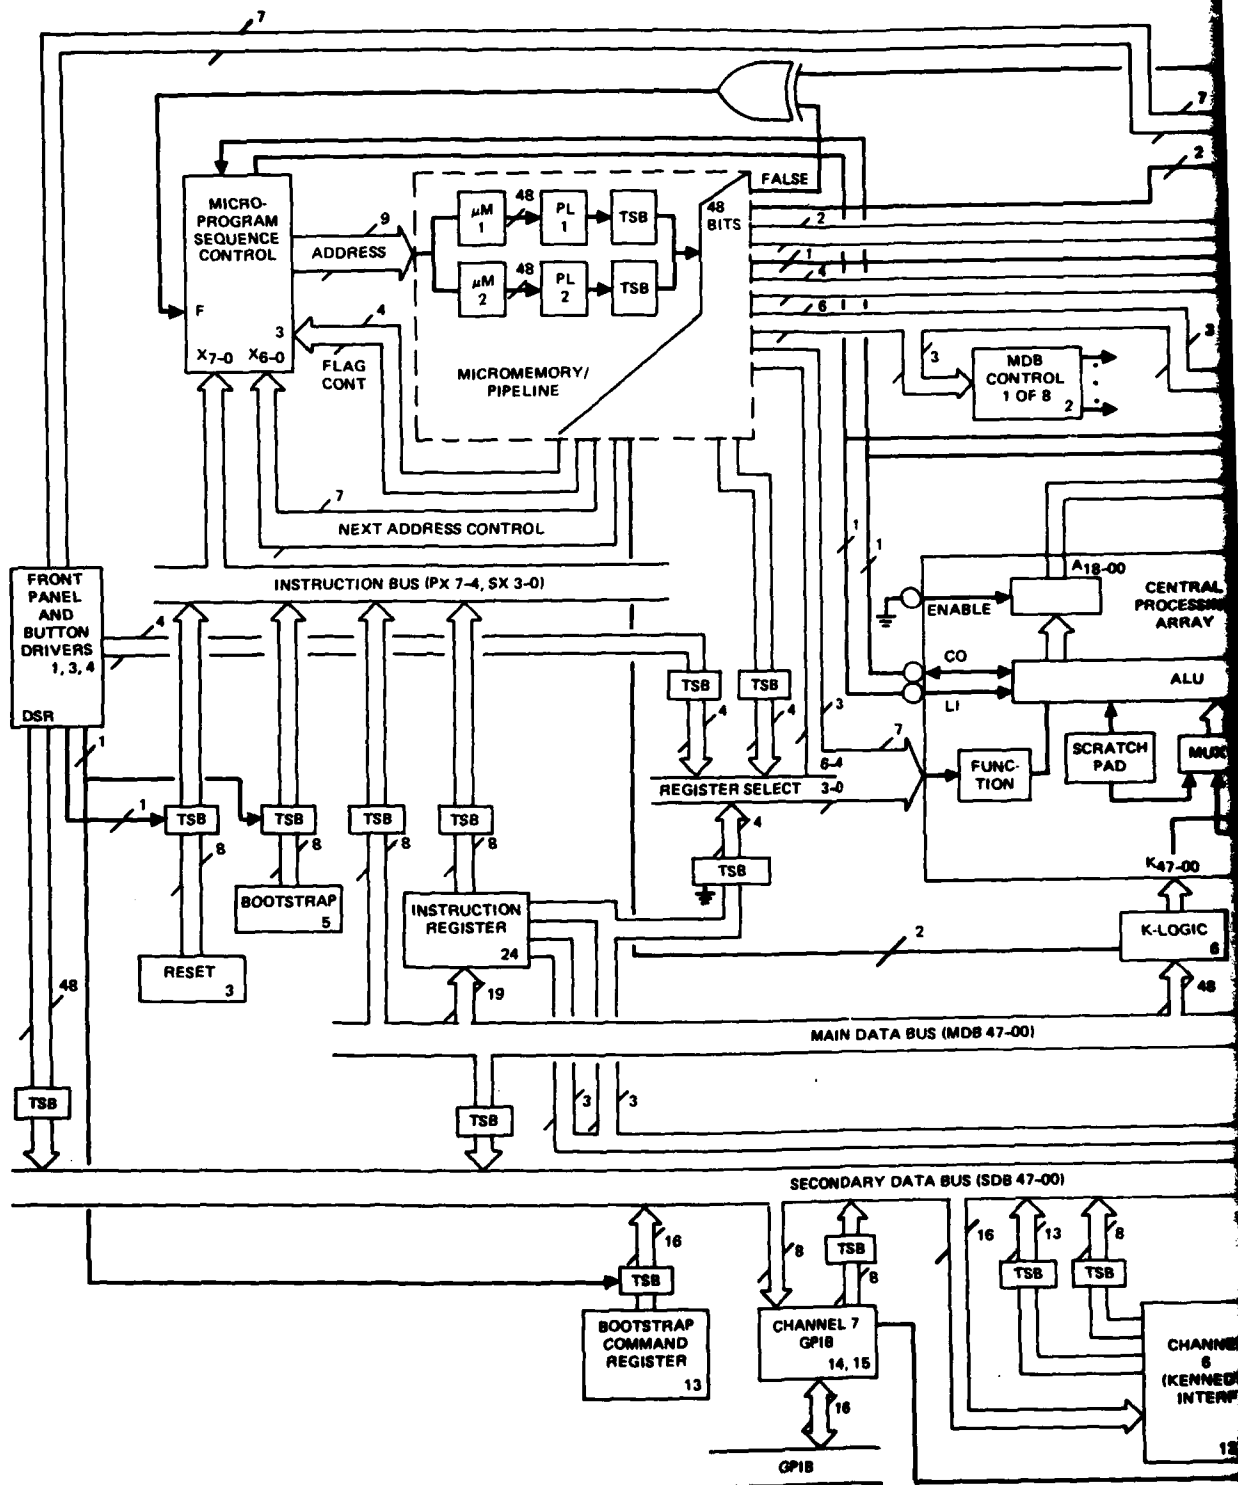 7
7
2
FALSE
MICRO-
PROGRAM
SEQUENCE
CONTROL
F
3
X7-0 X6-0
9
ADDRESS
4
FLAG
CONT
μM
1
48
PL
1
TSB
μM
2
48
PL
2
TSB
48
BITS
MICROMEMORY/
PIPELINE
2
1
4
6
3
3
MDB
CONTROL
1 OF 8
2
7
NEXT ADDRESS CONTROL
1
1
INSTRUCTION BUS (PX 7-4, SX 3-0)
FRONT
PANEL
AND
BUTTON
DRIVERS
1, 3, 4
DSR
4
1
A18-00
CENTRAL
ARRAY
ENABLE
CO
LI
ALU
TSB
TSB
4
4
3
7
6-4
REGISTER SELECT 3-0
FUNC-
TION
SCRATCH
PAD
MUX
1
TSB
TSB
TSB
TSB
8
8
8
8
4
TSB
K47-00
BOOTSTRAP
5
INSTRUCTION
REGISTER
24
K-LOGIC
6
2
RESET
3
48
19
48
MAIN DATA BUS (MDB 47-00)
TSB
TSB
3
3
SECONDARY DATA BUS (SDB 47-00)
16
TSB
8
TSB
8
16
13
TSB
8
TSB
BOOTSTRAP
COMMAND
REGISTER
13
CHANNEL 7
GPIB
14, 15
6
16
GPIB